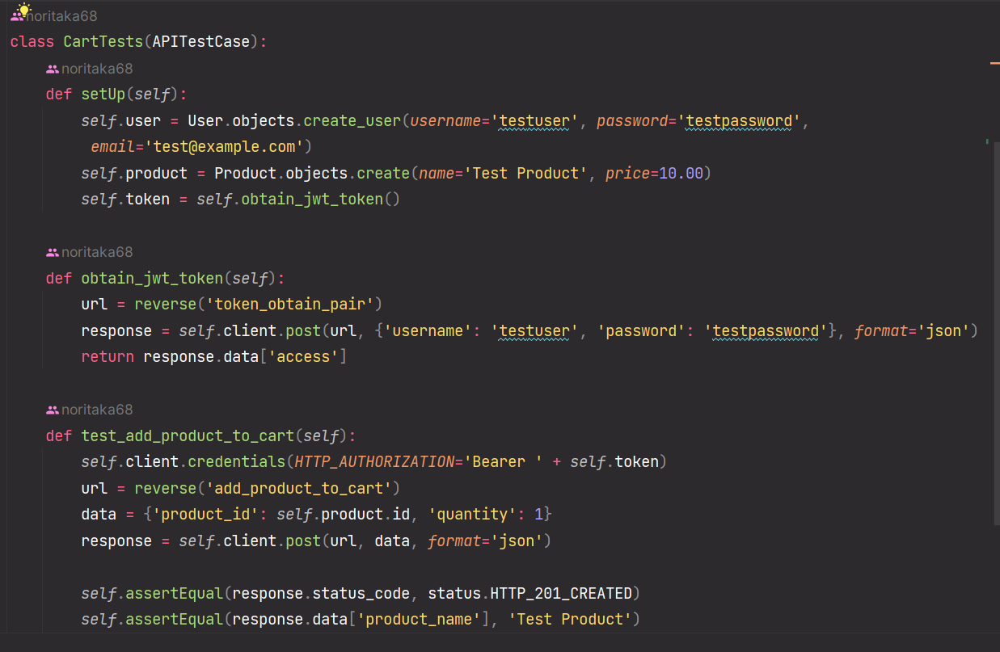 noritaka68
class CartTests(APITestCase):
noritaka68
def setUp(self):
self.user = User.objects.create_user(username='testuser', password='testpassword',
email='test@example.com')
self.product = Product.objects.create(name='Test Product', price=10.00)
self.token = self.obtain_jwt_token()
noritaka68
def obtain_jwt_token(self):
url = reverse('token_obtain_pair')
response = self.client.post(url, {'username': 'testuser', 'password': 'testpassword'}, format='json')
return response.data['access']
noritaka68
def test_add_product_to_cart(self):
self.client.credentials(HTTP_AUTHORIZATION='Bearer ' + self.token)
url = reverse('add_product_to_cart')
data = {'product_id': self.product.id, 'quantity': 1}
response = self.client.post(url, data, format='json')
self.assertEqual(response.status_code, status.HTTP_201_CREATED)
self.assertEqual(response.data['product_name'], 'Test Product')